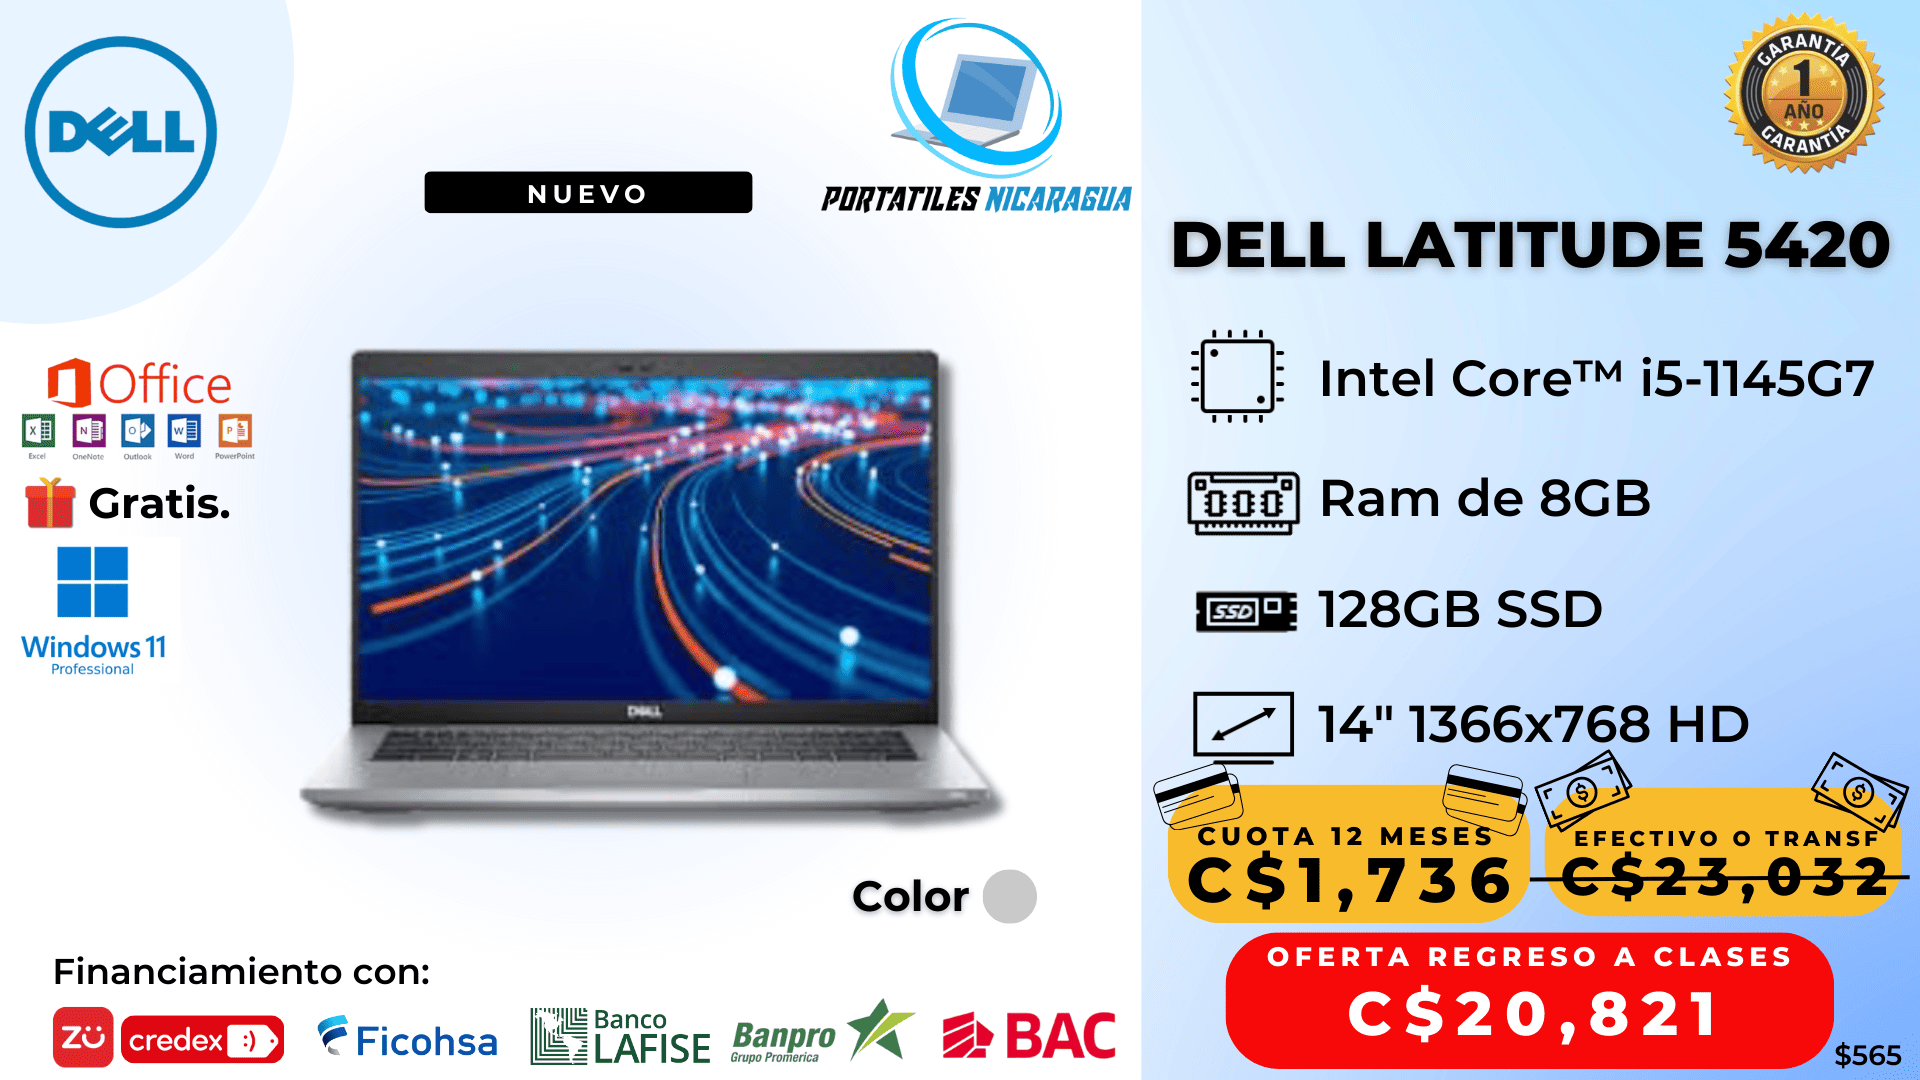 DELL
NUEVO
PORTATILES NICARAGUA
GARANTÍA
1
AÑO
GARANTÍA
DELL LATITUDE 5420
Office
Excel OneNote Outlook Word PowerPoint
Gratis.
Windows 11
Professional
DELL
Intel Core™ i5-1145G7
Ram de 8GB
SSD
128GB SSD
14" 1366x768 HD
CUOTA 12 MESES
C$1,736
EFECTIVO O TRANSF
C$23,032
OFERTA REGRESO A CLASES
C$20,821
$565
Color
Financiamiento con:
zü
credex :)
Ficohsa
Banco
LAFISE
Banpro
Grupo Promerica
BAC